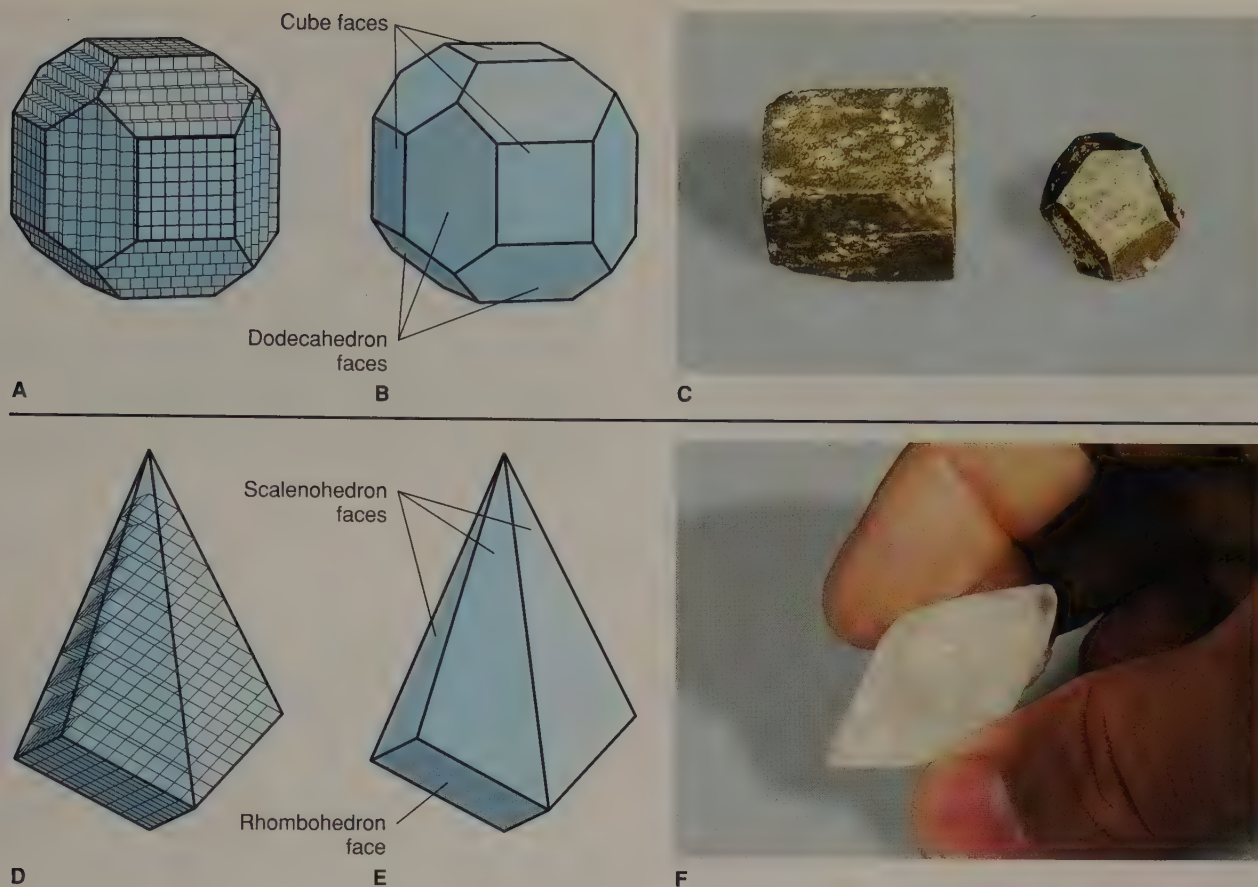 Cube faces
Dodecahedron
faces
A
B
C
Scalenohedron
faces
Rhombohedron
face
D
E
F